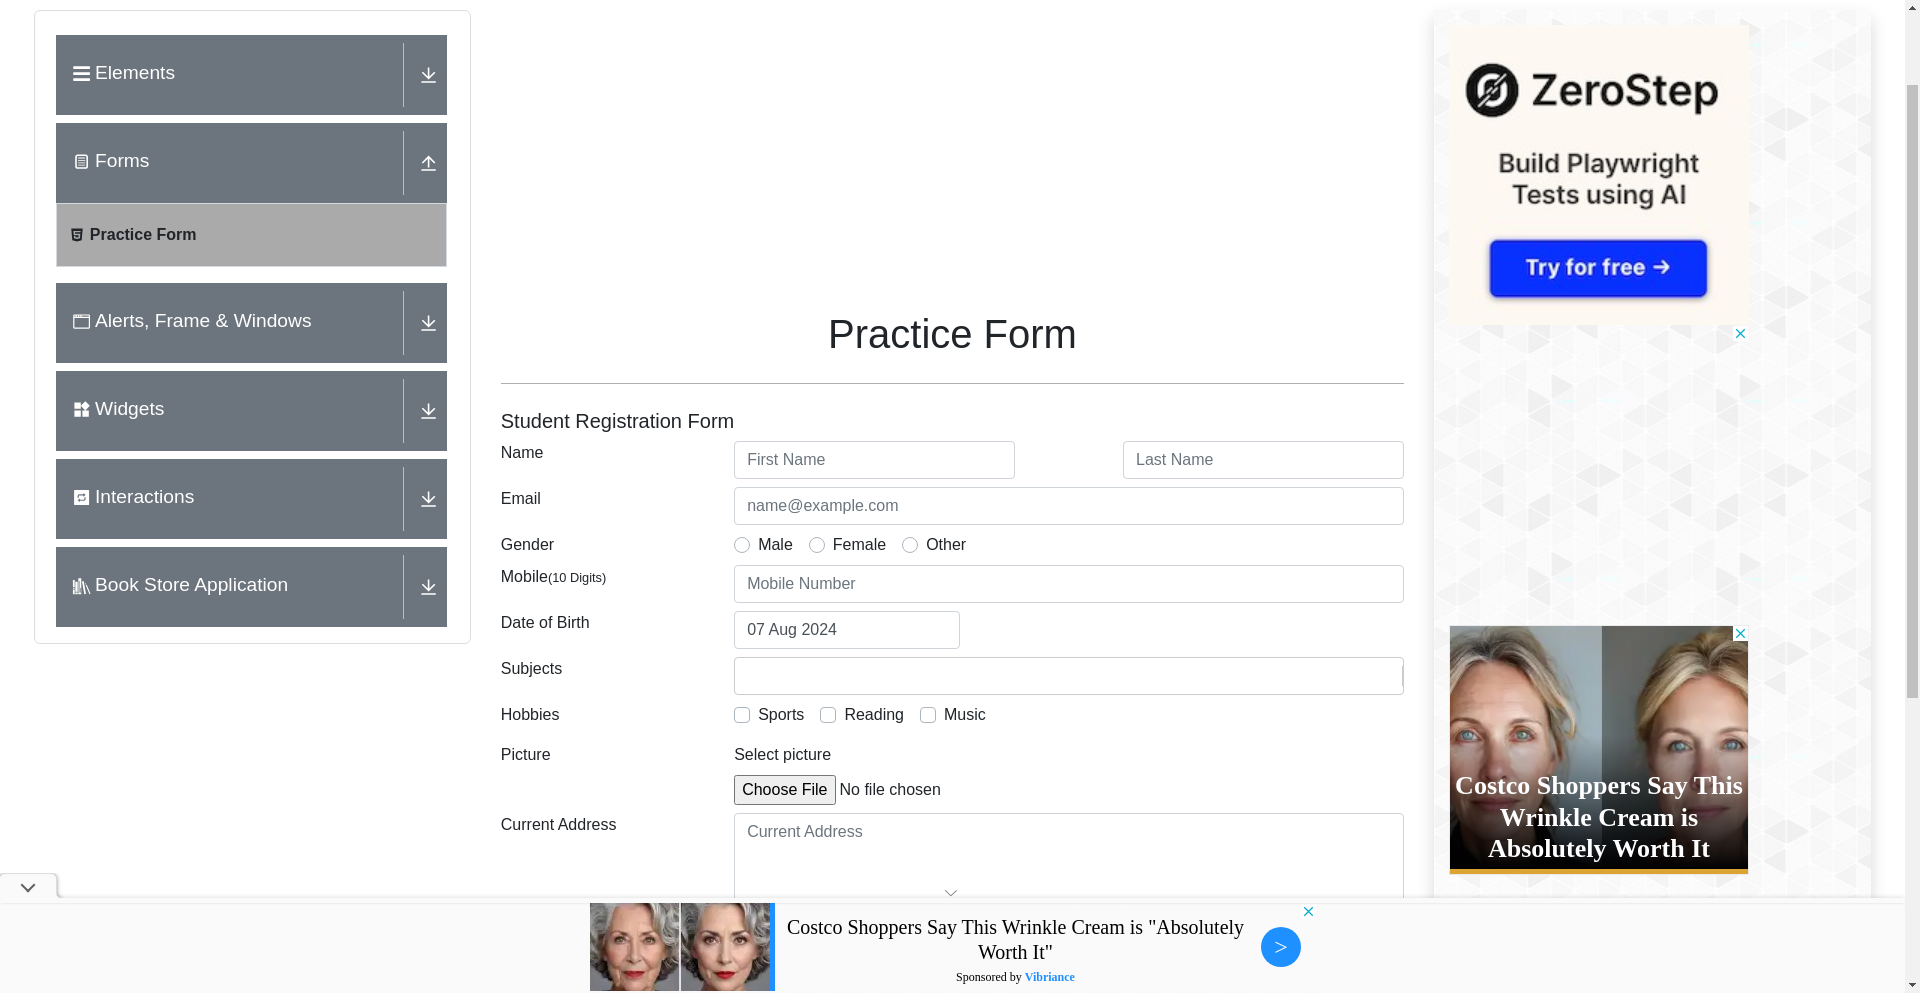 Elements
Forms
Practice Form
Alerts, Frame & Windows
Widgets
Interactions
Book Store Application
Practice Form
Student Registration Form
Name
First Name
Last Name
Email
name@example.com
Gender
Male
Female
Other
Mobile(10 Digits)
Mobile Number
Date of Birth
07 Aug 2024
Subjects
Hobbies
Sports
Reading
Music
Picture
Select picture
Choose File
No file chosen
Current Address
Current Address
ZeroStep
Build Playwright
Tests using AI
Try for free →
Costco Shoppers Say This
Wrinkle Cream is
Absolutely Worth It
Costco Shoppers Say This Wrinkle Cream is "Absolutely
Worth It"
Sponsored by Vibriance
>